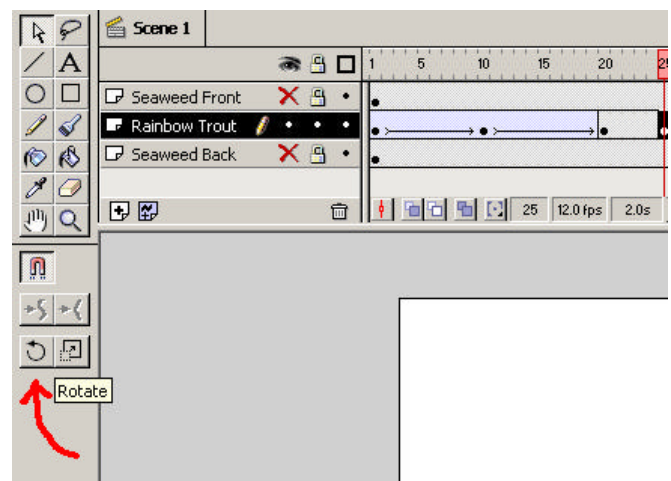 Scene 1
A
1 5 10 15 20 25
Seaweed Front
Rainbow Trout
Seaweed Back
25 12.0 fps 2.0s
Rotate